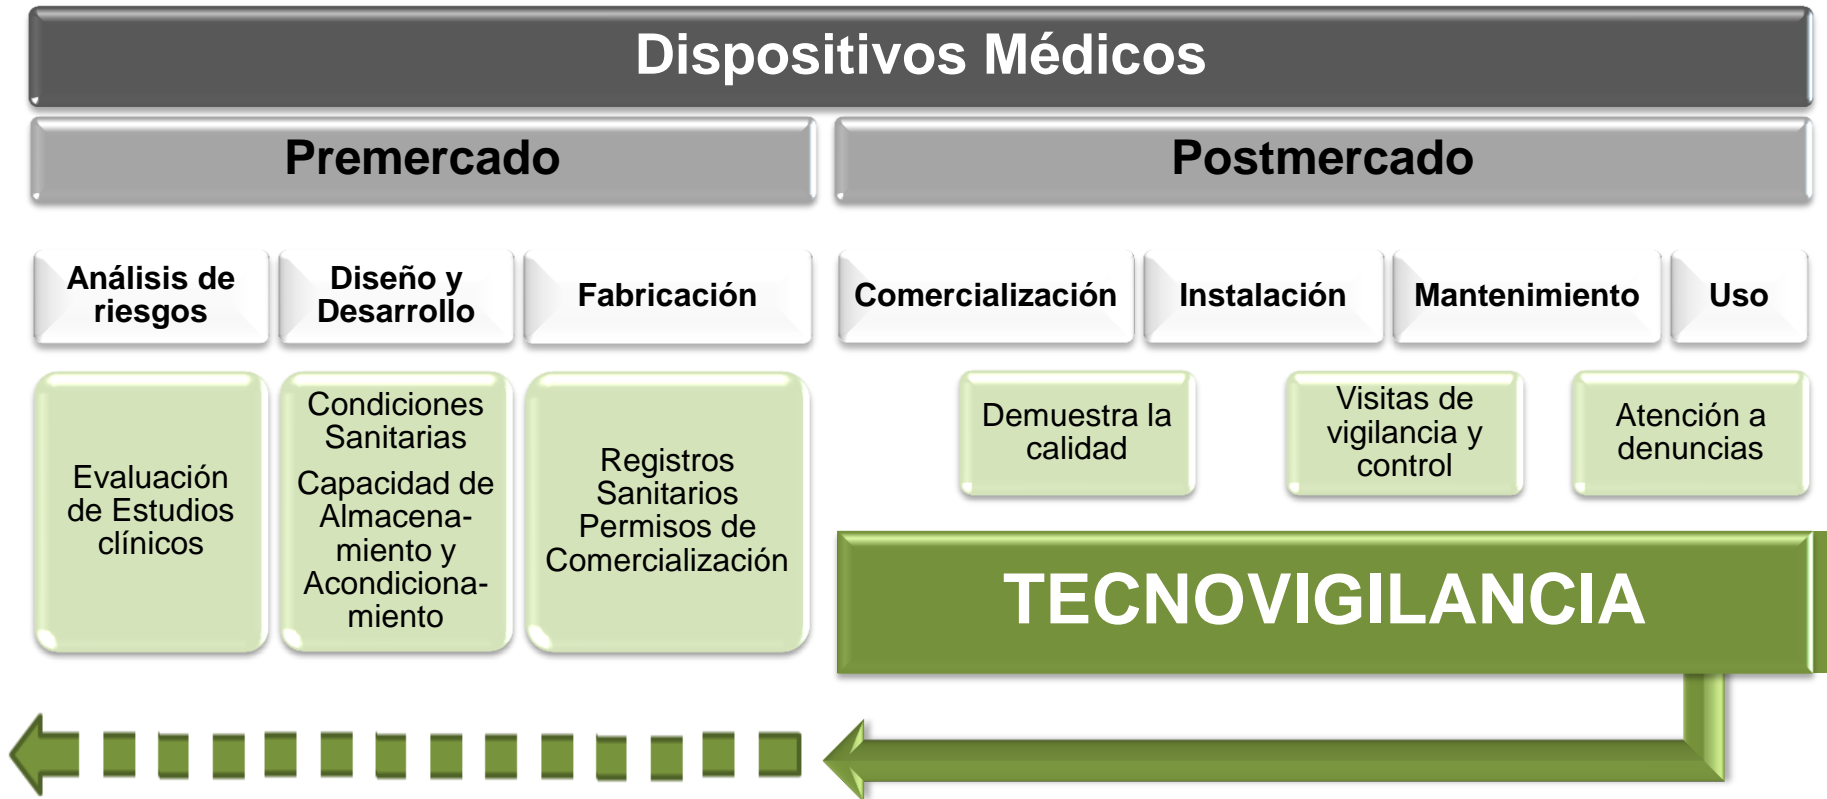 Dispositivos Médicos
Premercado
Postmercado
Análisis de
riesgos
Diseño y
Desarrollo
Fabricación
Comercialización
Instalación
Mantenimiento
Uso
Evaluación
de Estudios
clínicos
Condiciones
Sanitarias
Capacidad de
Almacena-
miento y
Acondiciona-
miento
Registros
Sanitarios
Permisos de
Comercialización
Demuestra la
calidad
Visitas de
vigilancia y
control
Atención a
denuncias
TECNOVIGILANCIA